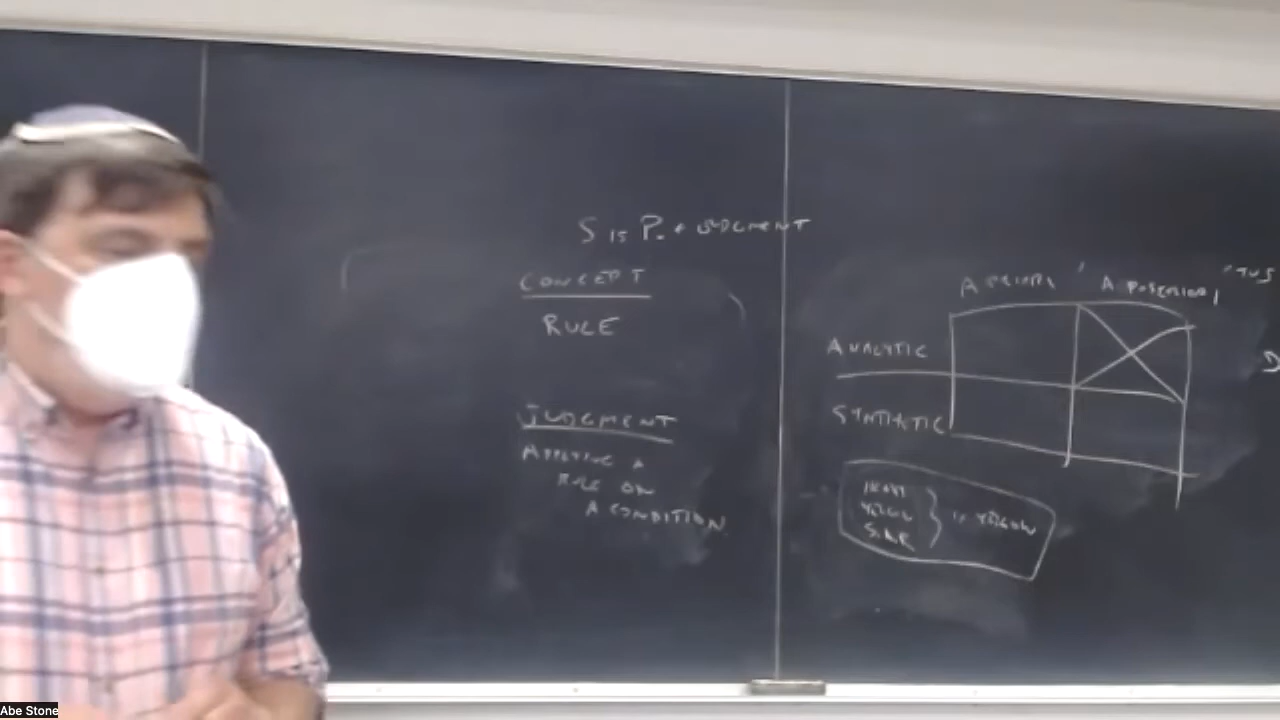 S IS P. JUDGMENT
CONCEPT
RULE
JUDGMENT
APPLYING A
RULE ON
A CONDITION
A PRIORI
A POSTERIORI
ANALYTIC
SYNTHETIC
IS YELLOW
Abe Stone